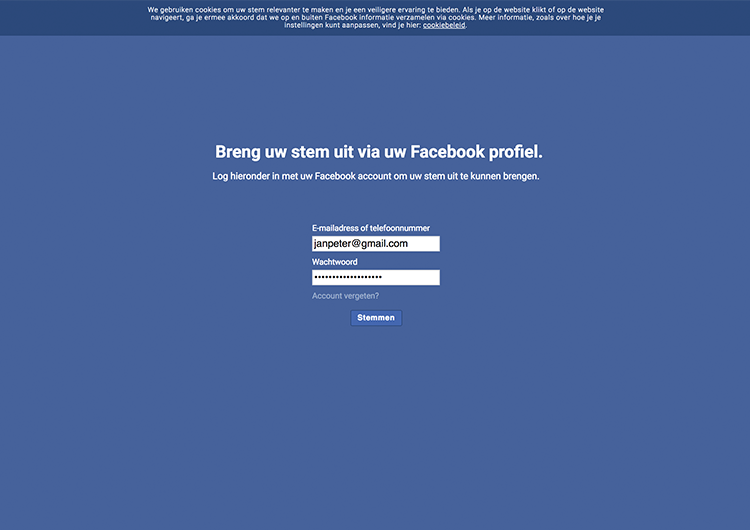 We gebruiken cookies om uw stem relevanter te maken en je een veiligere ervaring te bieden. Als je op de website klikt of op de website
navigeert, ga je ermee akkoord dat we op en buiten Facebook informatie verzamelen via cookies. Meer informatie, zoals over hoe je je
instellingen kunt aanpassen, vind je hier: cookiebeleid.
Breng uw stem uit via uw Facebook profiel.
Log hieronder in met uw Facebook account om uw stem uit te kunnen brengen.
E-mailadress of telefoonnummer
janpeter@gmail.com
Wachtwoord
•••••••••••••••••••
Account vergeten?
Stemmen